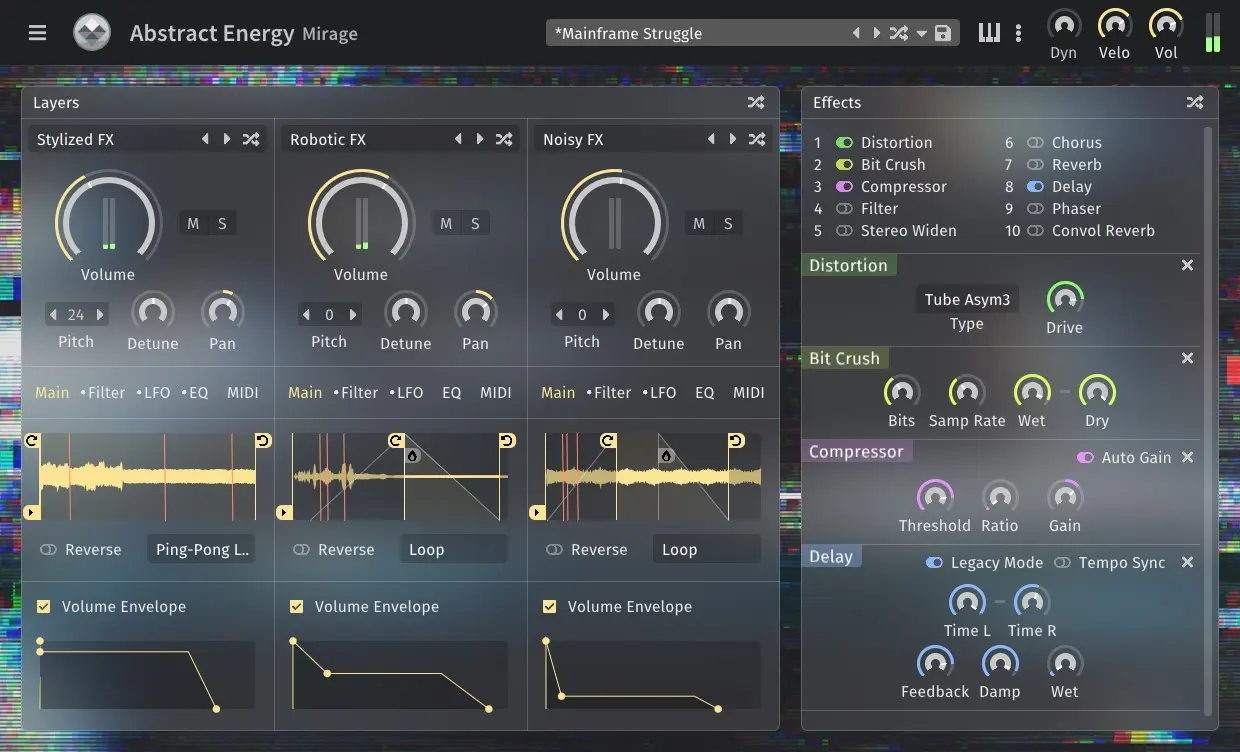 Abstract Energy Mirage
*Mainframe Struggle
Dyn Velo Vol
Layers
Stylized FX
M S
Volume
24
Pitch Detune Pan
Main •Filter •LFO •EQ MIDI
Reverse Ping-Pong L..
Volume Envelope
Robotic FX
M S
Volume
0
Pitch Detune Pan
Main •Filter •LFO EQ MIDI
Reverse Loop
Volume Envelope
Noisy FX
M S
Volume
0
Pitch Detune Pan
Main •Filter •LFO EQ MIDI
Reverse Loop
Volume Envelope
Effects
1 Distortion
2 Bit Crush
3 Compressor
4 Filter
5 Stereo Widen
6 Chorus
7 Reverb
8 Delay
9 Phaser
10 Convol Reverb
Distortion
Tube Asym3
Type Drive
Bit Crush
Bits Samp Rate Wet Dry
Compressor
Auto Gain
Threshold Ratio Gain
Delay
Legacy Mode Tempo Sync
Time L Time R
Feedback Damp Wet